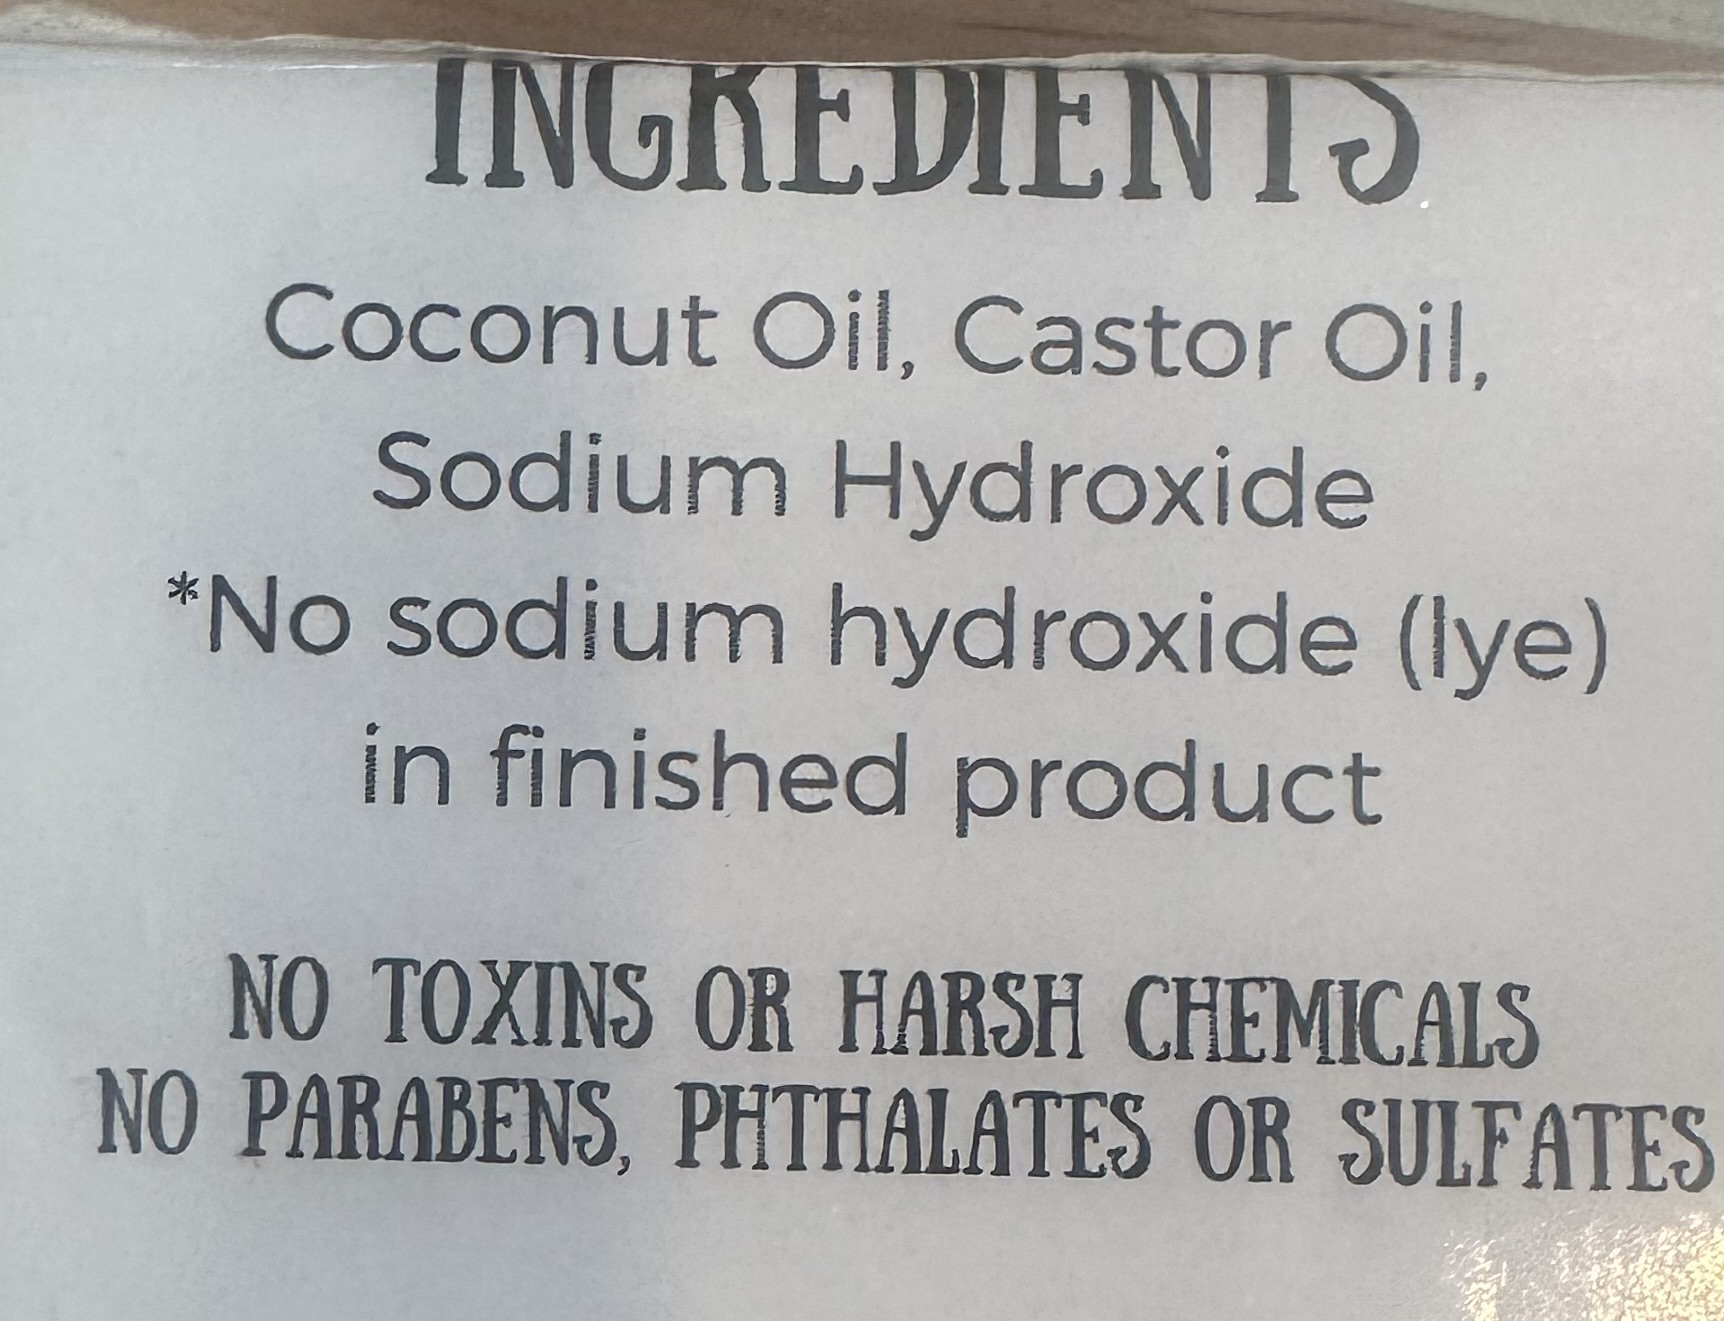 INGREDIENTS
Coconut Oil, Castor Oil,
Sodium Hydroxide
*No sodium hydroxide (lye)
in finished product
NO TOXINS OR HARSH CHEMICALS
NO PARABENS, PHTHALATES OR SULFATES